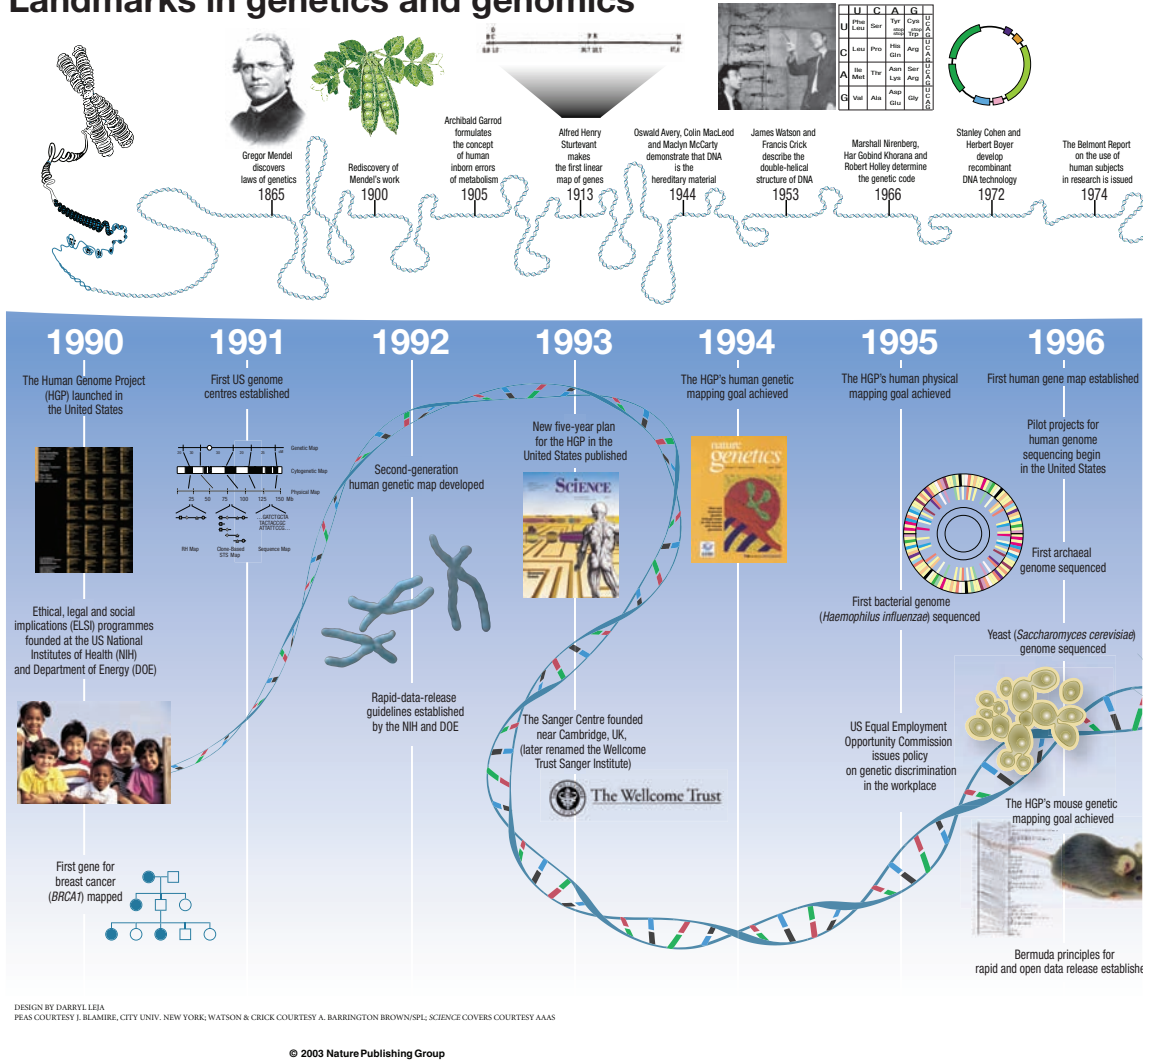 Landmarks in genetics and genomics
U C A G
U
Phe
Leu
Ser
Tyr
stop
stop
Cys
stop
Trp
U
C
A
G
C
Leu
Pro
His
Gln
Arg
U
C
A
G
A
Ile
Met
Thr
Asn
Lys
Ser
Arg
U
C
A
G
G
Val
Ala
Asp
Glu
Gly
U
C
A
G
Gregor Mendel
discovers
laws of genetics
1865
Rediscovery of
Mendel's work
1900
Archibald Garrod
formulates
the concept
of human
inborn errors
of metabolism
1905
Alfred Henry
Sturtevant
makes
the first linear
map of genes
1913
Oswald Avery, Colin MacLeod
and Maclyn McCarty
demonstrate that DNA
is the
hereditary material
1944
James Watson and
Francis Crick
describe the
double-helical
structure of DNA
1953
Marshall Nirenberg,
Har Gobind Khorana and
Robert Holley determine
the genetic code
1966
Stanley Cohen and
Herbert Boyer
develop
recombinant
DNA technology
1972
The Belmont Report
on the use of
human subjects
in research is issued
1974
1990
The Human Genome Project
(HGP) launched in
the United States
Ethical, legal and social
implications (ELSI) programmes
founded at the US National
Institutes of Health (NIH)
and Department of Energy (DOE)
First gene for
breast cancer
(BRCA1) mapped
1991
First US genome
centres established
Genetic Map
Cytogenetic Map
Physical Map
25 50 75 100 125 150 Mb
...GATCTGCTA
TACTACCGC
ATTATTCCG...
RH Map
Clone-Based
STS Map
Sequence Map
1992
Second-generation
human genetic map developed
Rapid-data-release
guidelines established
by the NIH and DOE
1993
New five-year plan
for the HGP in the
United States published
SCIENCE
The Sanger Centre founded
near Cambridge, UK,
(later renamed the Wellcome
Trust Sanger Institute)
The Wellcome Trust
1994
The HGP's human genetic
mapping goal achieved
nature
genetics
1995
The HGP's human physical
mapping goal achieved
First bacterial genome
(Haemophilus influenzae) sequenced
US Equal Employment
Opportunity Commission
issues policy
on genetic discrimination
in the workplace
1996
First human gene map established
Pilot projects for
human genome
sequencing begin
in the United States
First archaeal
genome sequenced
Yeast (Saccharomyces cerevisiae)
genome sequenced
The HGP's mouse genetic
mapping goal achieved
Bermuda principles for
rapid and open data release establishe
DESIGN BY DARRYL LEJA
PEAS COURTESY J. BLAMIRE, CITY UNIV. NEW YORK; WATSON & CRICK COURTESY A. BARRINGTON BROWN/SPL; SCIENCE COVERS COURTESY AAAS
© 2003 Nature Publishing Group